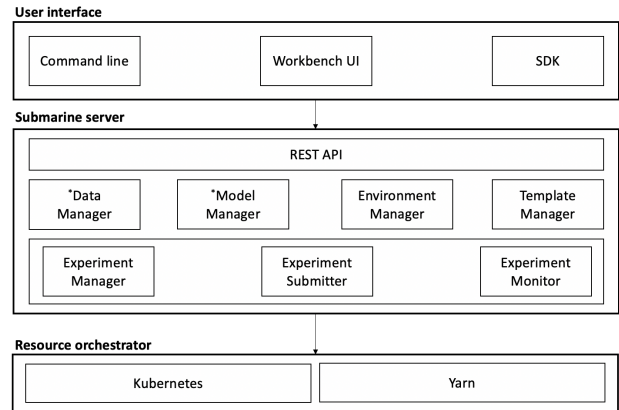 User interface
Command line
Workbench UI
SDK
Submarine server
REST API
*Data
Manager
*Model
Manager
Environment
Manager
Template
Manager
Experiment
Manager
Experiment
Submitter
Experiment
Monitor
Resource orchestrator
Kubernetes
Yarn